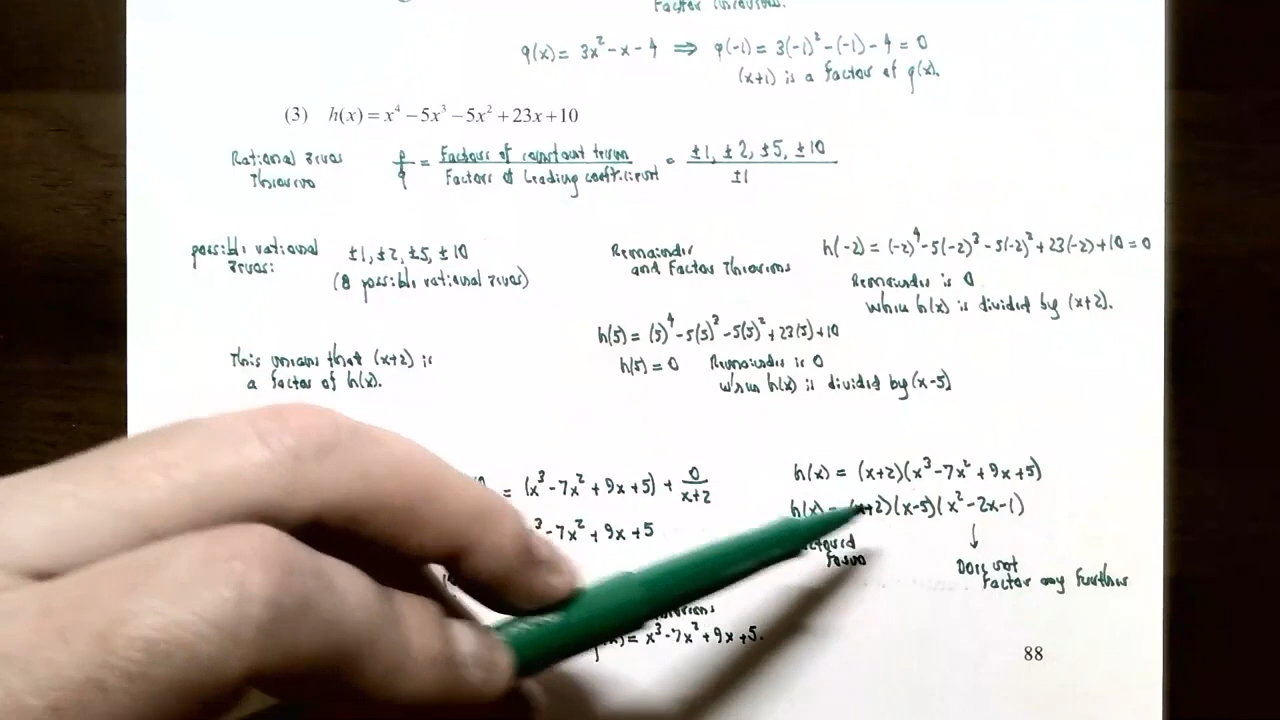 Factor Theorems.
q(x) = 3x² - x - 4 ⇒ q(-1) = 3(-1)² - (-1) - 4 = 0
(x+1) is a factor of q(x).
(3) h(x) = x⁴ - 5x³ - 5x² + 23x + 10
Rational Zeros Theorem
p/q = Factors of constant term / Factors of Leading coefficient = ±1, ±2, ±5, ±10 / ±1
possible rational zeros: ±1, ±2, ±5, ±10
(8 possible rational zeros)
Remainder and Factor Theorems
h(-2) = (-2)⁴ - 5(-2)³ - 5(-2)² + 23(-2) + 10 = 0
Remainder is 0
when h(x) is divided by (x+2).
h(5) = (5)⁴ - 5(5)³ - 5(5)² + 23(5) + 10
h(5) = 0 Remainder is 0
when h(x) is divided by (x-5)
This means that (x+2) is
a factor of h(x).
= (x³ - 7x² + 9x + 5) + 0/x+2
- 7x² + 9x + 5
h(x) = (x+2)(x³ - 7x² + 9x + 5)
h(x) = (x+2)(x-5)(x² - 2x - 1)
↓
Does not
Factor any further
Form
= x³ - 7x² + 9x + 5.
88